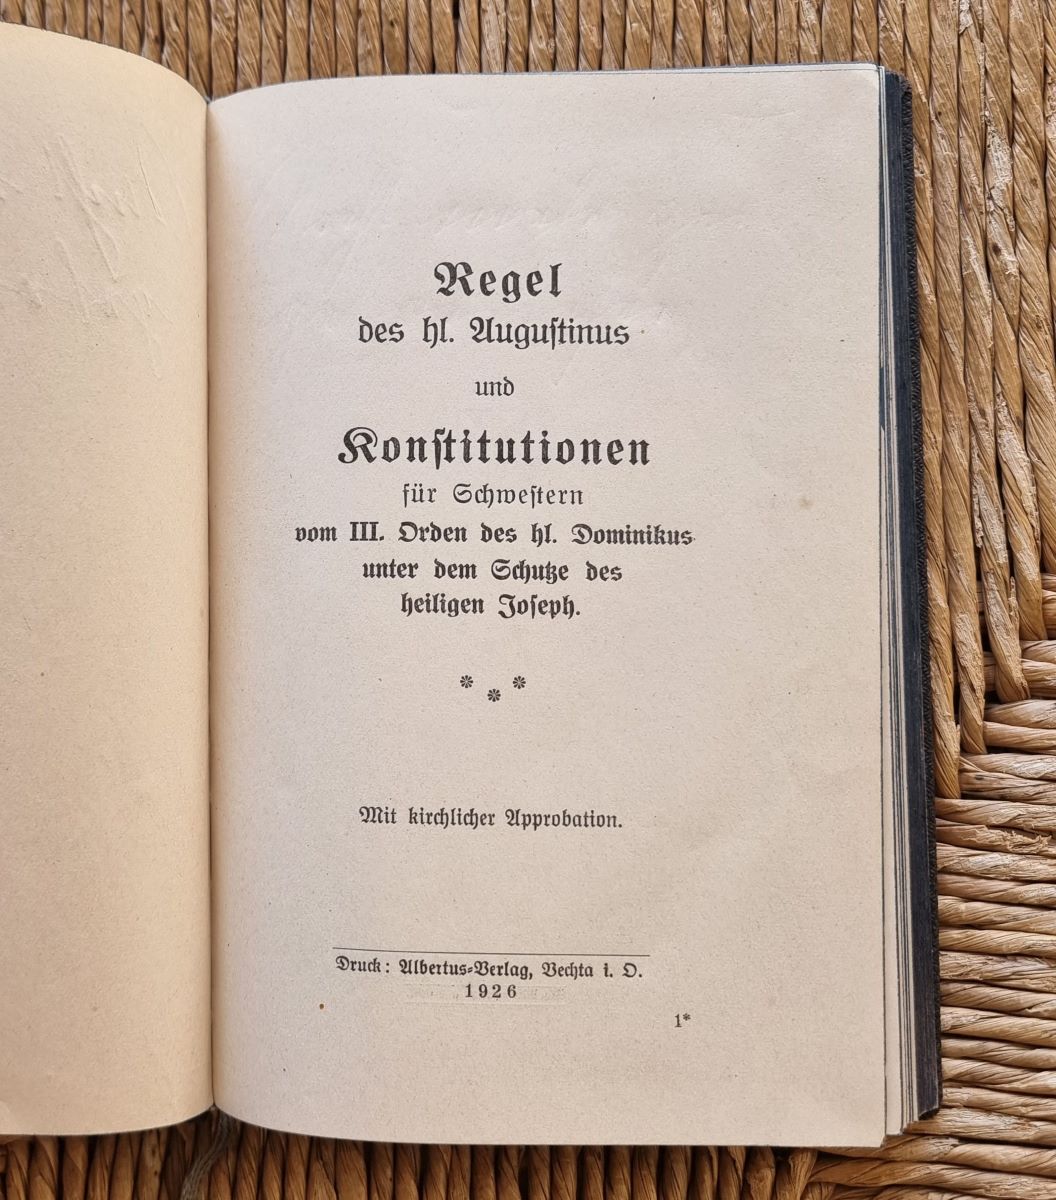 Regel
des hl. Auguſtinus
und
Konſtitutionen
für Schweſtern
vom III. Orden des hl. Dominikus
unter dem Schutze des
heiligen Joſeph.
Mit kirchlicher Approbation.
Druck: Albertus-Verlag, Vechta i. O.
1926
1*